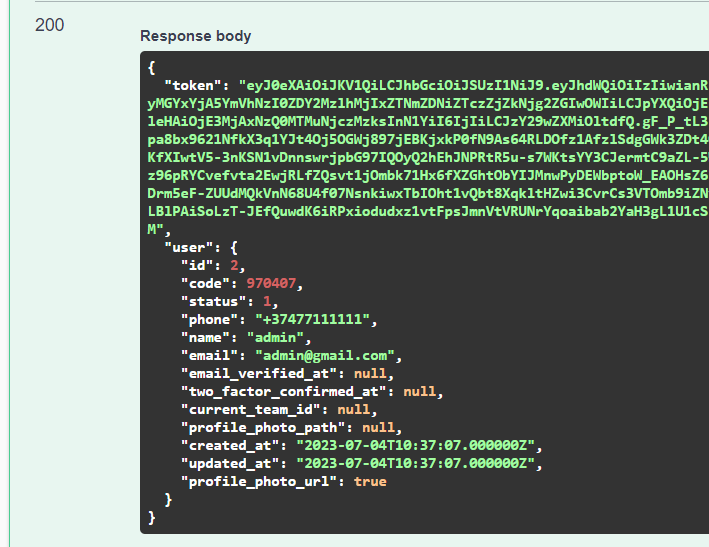 200
Response body
{
"token": "eyJ0eXAiOiJKV1QiLCJhbGciOiJSUzI1NiJ9.eyJhdWQiOiIzIiwianR
yMGYxYjA5YmVhNzI0ZDY2MzlhMjIxZTNmZDNiZTczZjZkNjg2ZGIwOWIiLCJpYXQiOjE
leHAiOjE3MjAxNzQ0MTMuNjczMzksInN1YiI6IjIiLCJzY29wZXMiOltdfQ.gF_P_tL3
pa8bx9621NfkX3q1YJt4Oj5OGWj897jEBKjxkP0fN9As64RLDOfz1AfzlSdgGWk3ZDt4
KfXIwtV5-3nKSN1vDnnswrjpbG97IQOyQ2hEhJNPRtR5u-s7WKtsYY3CJermtC9aZL-5
z96pRYCvefvta2EwjRLfZQsvt1jOmbk71Hx6fXZGhtObYIJMnwPyDEWbptoW_EAOHsZ6
Drm5eF-ZUUdMQkVnN68U4f07NsnkiwxTbIOht1vQbt8XqkltHZwi3CvrCs3VTOmb9iZN
LBlPAiSoLzT-JEfQuwdK6iRPxiodudxz1vtFpsJmnVtVRUNrYqoaibab2YaH3gL1U1cS
M",
"user": {
"id": 2,
"code": 970407,
"status": 1,
"phone": "+37477111111",
"name": "admin",
"email": "admin@gmail.com",
"email_verified_at": null,
"two_factor_confirmed_at": null,
"current_team_id": null,
"profile_photo_path": null,
"created_at": "2023-07-04T10:37:07.000000Z",
"updated_at": "2023-07-04T10:37:07.000000Z",
"profile_photo_url": true
}
}